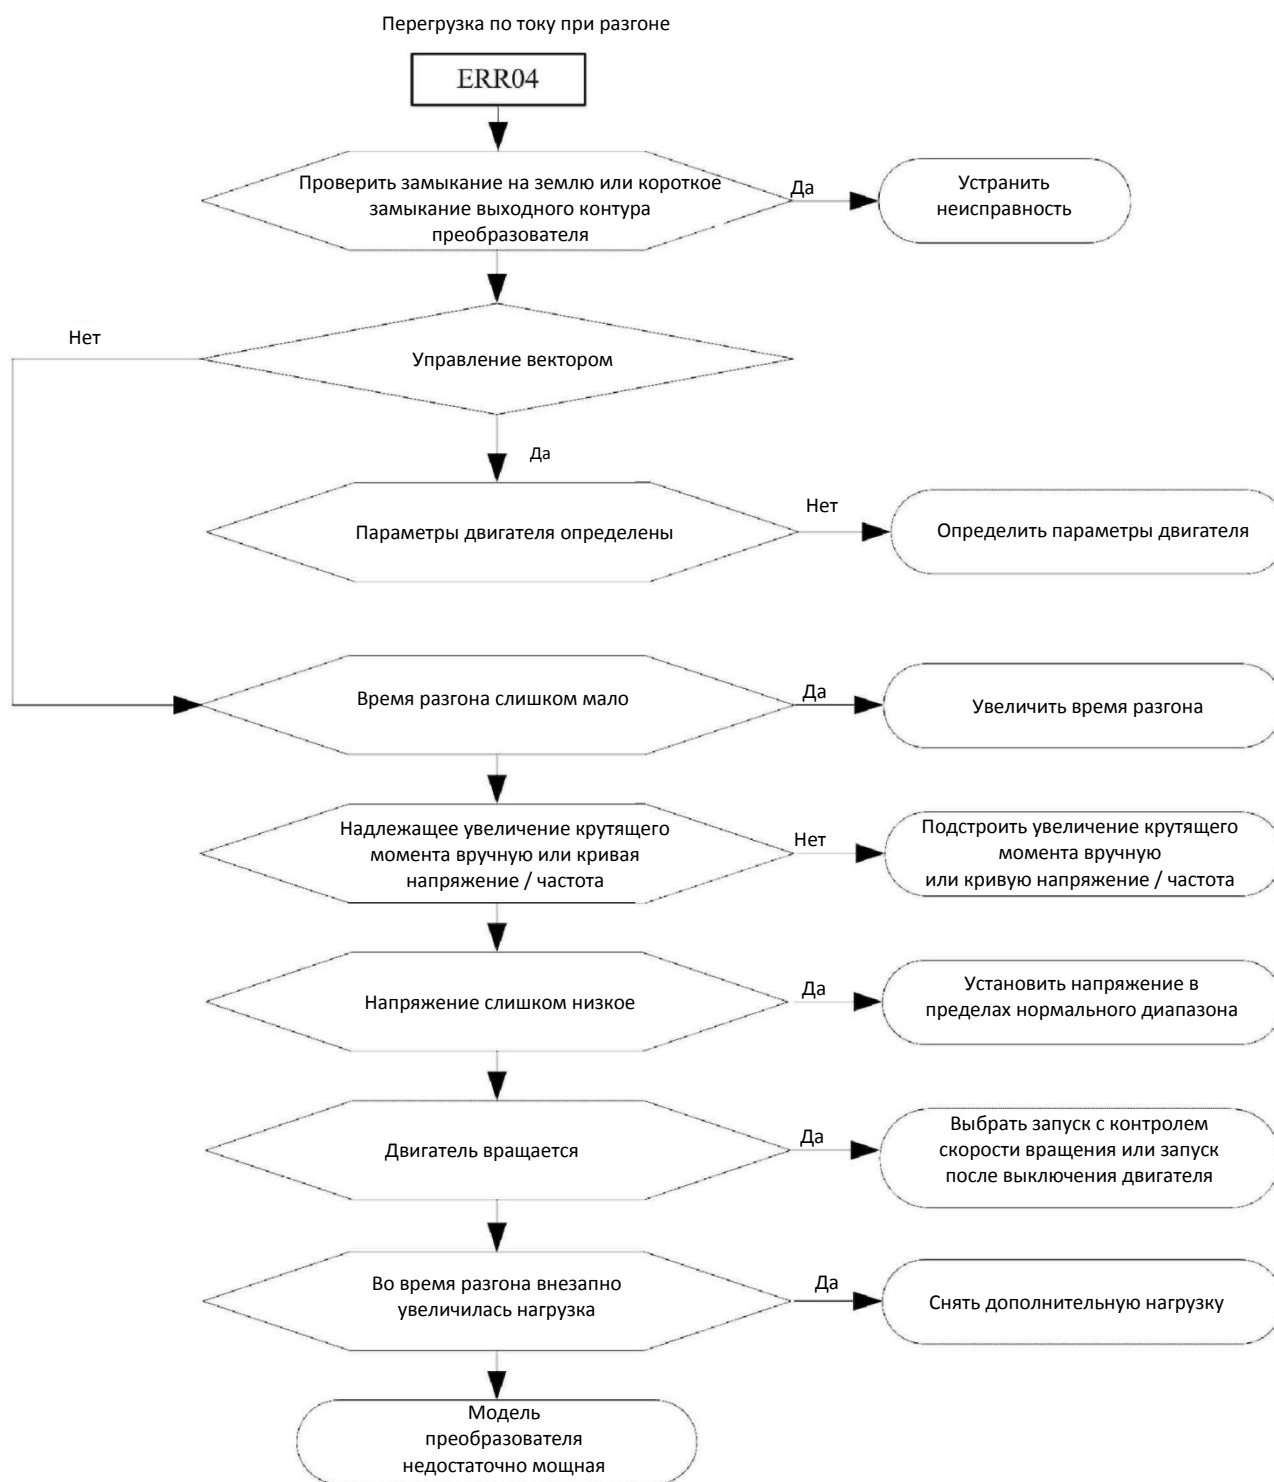 Перегрузка по току при разгоне
ERR04
Проверить замыкание на землю или короткое
замыкание выходного контура
преобразователя
Да
Устранить
неисправность
Нет
Управление вектором
Да
Параметры двигателя определены
Нет
Определить параметры двигателя
Время разгона слишком мало
Да
Увеличить время разгона
Надлежащее увеличение крутящего
момента вручную или кривая
напряжение / частота
Нет
Подстроить увеличение крутящего
момента вручную
или кривую напряжение / частота
Напряжение слишком низкое
Да
Установить напряжение в
пределах нормального диапазона
Двигатель вращается
Да
Выбрать запуск с контролем
скорости вращения или запуск
после выключения двигателя
Во время разгона внезапно
увеличилась нагрузка
Да
Снять дополнительную нагрузку
Модель
преобразователя
недостаточно мощная